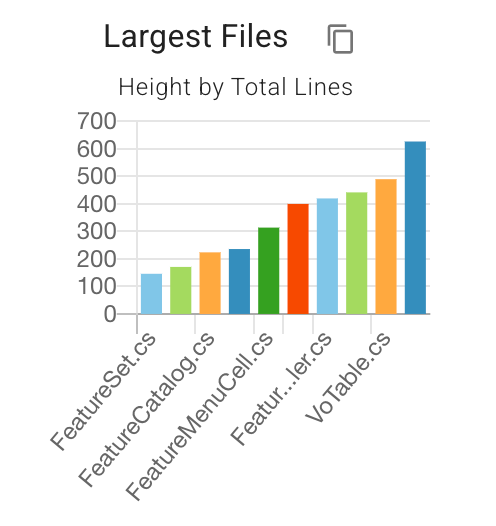 Largest Files
Height by Total Lines
700
600
500
400
300
200
100
0
FeatureSet.cs
FeatureCatalog.cs
FeatureMenuCell.cs
Featur...ler.cs
VoTable.cs